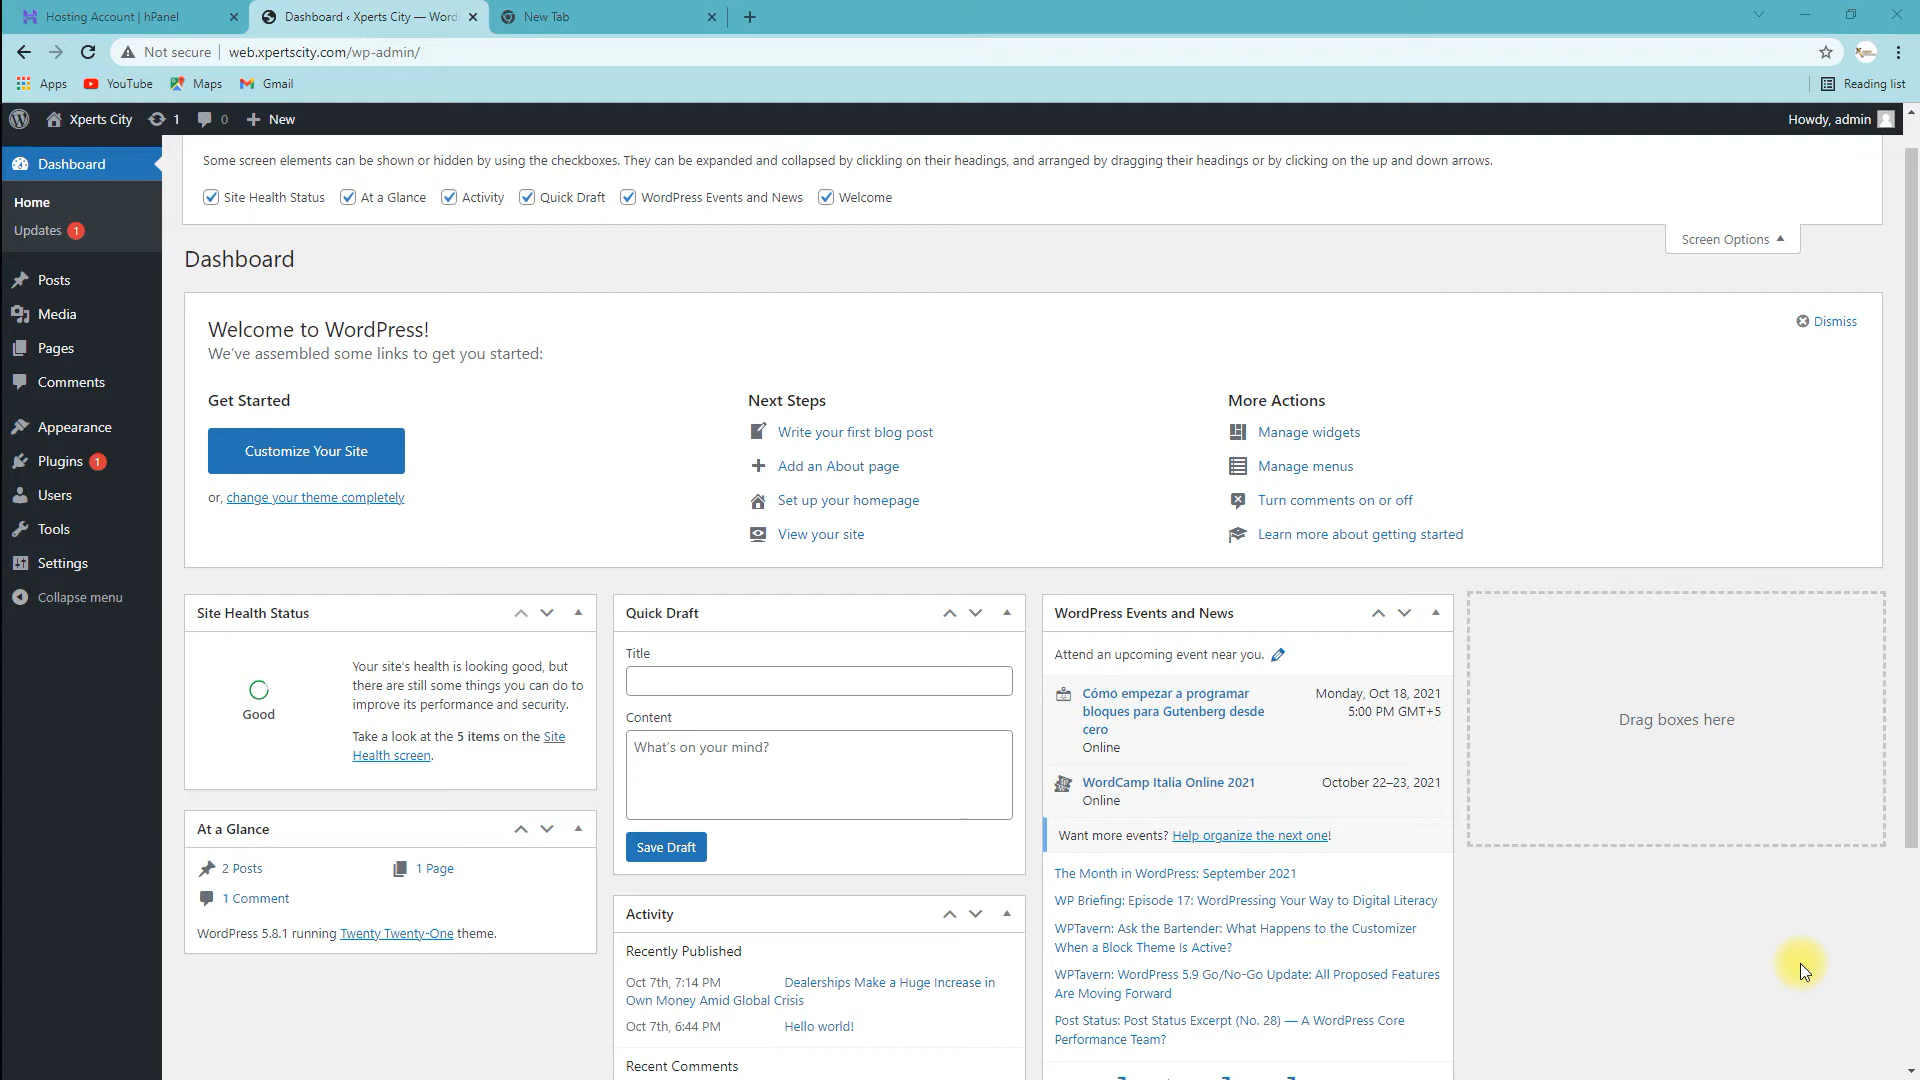 Hosting Account | hPanel
Dashboard ‹ Xperts City — Word
New Tab
Not secure
web.xpertscity.com/wp-admin/
Apps
YouTube
Maps
Gmail
Reading list
Xperts City
1
0
New
Howdy, admin
Dashboard
Home
Updates 1
Posts
Media
Pages
Comments
Appearance
Plugins 1
Users
Tools
Settings
Collapse menu
Some screen elements can be shown or hidden by using the checkboxes. They can be expanded and collapsed by clicking on their headings, and arranged by dragging their headings or by clicking on the up and down arrows.
Site Health Status
At a Glance
Activity
Quick Draft
WordPress Events and News
Welcome
Screen Options
Dashboard
Welcome to WordPress!
We’ve assembled some links to get you started:
Dismiss
Get Started
Customize Your Site
or, change your theme completely
Next Steps
Write your first blog post
Add an About page
Set up your homepage
View your site
More Actions
Manage widgets
Manage menus
Turn comments on or off
Learn more about getting started
Site Health Status
Good
Your site’s health is looking good, but
there are still some things you can do to
improve its performance and security.
Take a look at the 5 items on the Site
Health screen.
At a Glance
2 Posts
1 Page
1 Comment
WordPress 5.8.1 running Twenty Twenty-One theme.
Quick Draft
Title
Content
What’s on your mind?
Save Draft
Activity
Recently Published
Oct 7th, 7:14 PM
Dealerships Make a Huge Increase in
Own Money Amid Global Crisis
Oct 7th, 6:44 PM
Hello world!
Recent Comments
WordPress Events and News
Attend an upcoming event near you.
Cómo empezar a programar
bloques para Gutenberg desde
cero
Online
Monday, Oct 18, 2021
5:00 PM GMT+5
WordCamp Italia Online 2021
Online
October 22–23, 2021
Want more events? Help organize the next one!
The Month in WordPress: September 2021
WP Briefing: Episode 17: WordPressing Your Way to Digital Literacy
WPTavern: Ask the Bartender: What Happens to the Customizer
When a Block Theme Is Active?
WPTavern: WordPress 5.9 Go/No-Go Update: All Proposed Features
Are Moving Forward
Post Status: Post Status Excerpt (No. 28) — A WordPress Core
Performance Team?
Drag boxes here